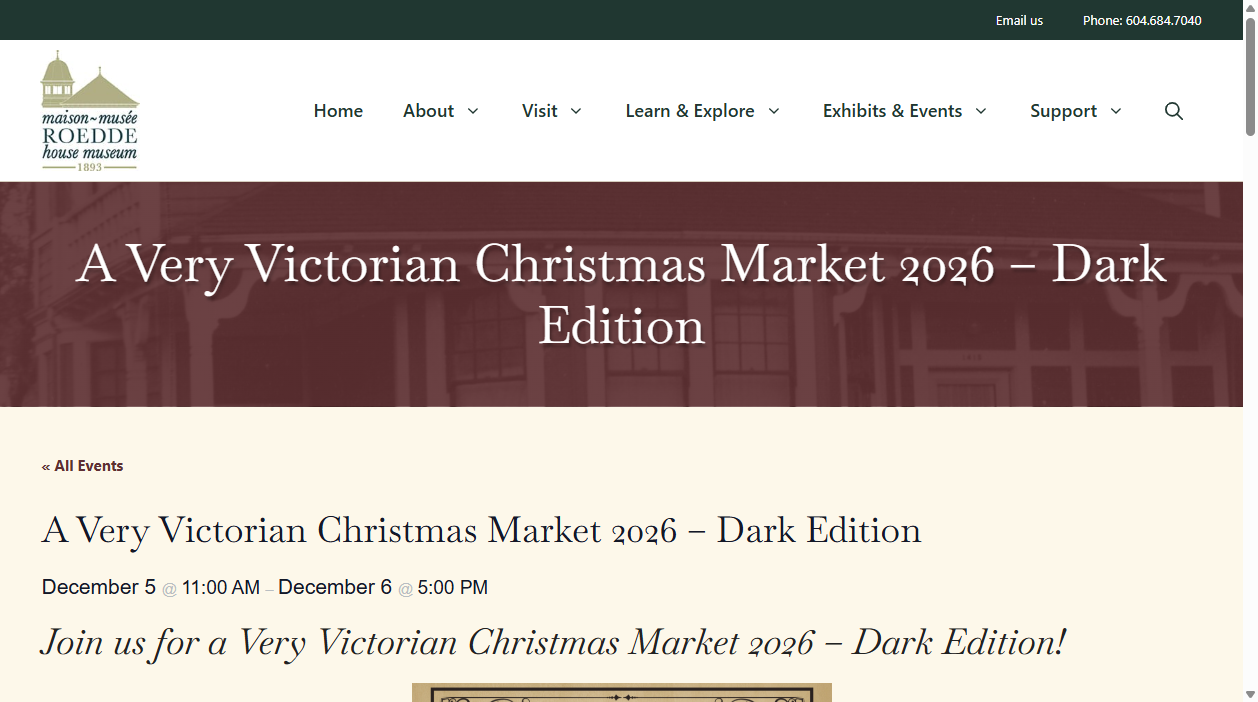 Email us Phone: 604.684.7040
maison~musée
ROEDDE
house museum
1893
Home About Visit Learn & Explore Exhibits & Events Support
A Very Victorian Christmas Market 2026 – Dark
Edition
« All Events
A Very Victorian Christmas Market 2026 – Dark Edition
December 5 @ 11:00 AM – December 6 @ 5:00 PM
Join us for a Very Victorian Christmas Market 2026 – Dark Edition!